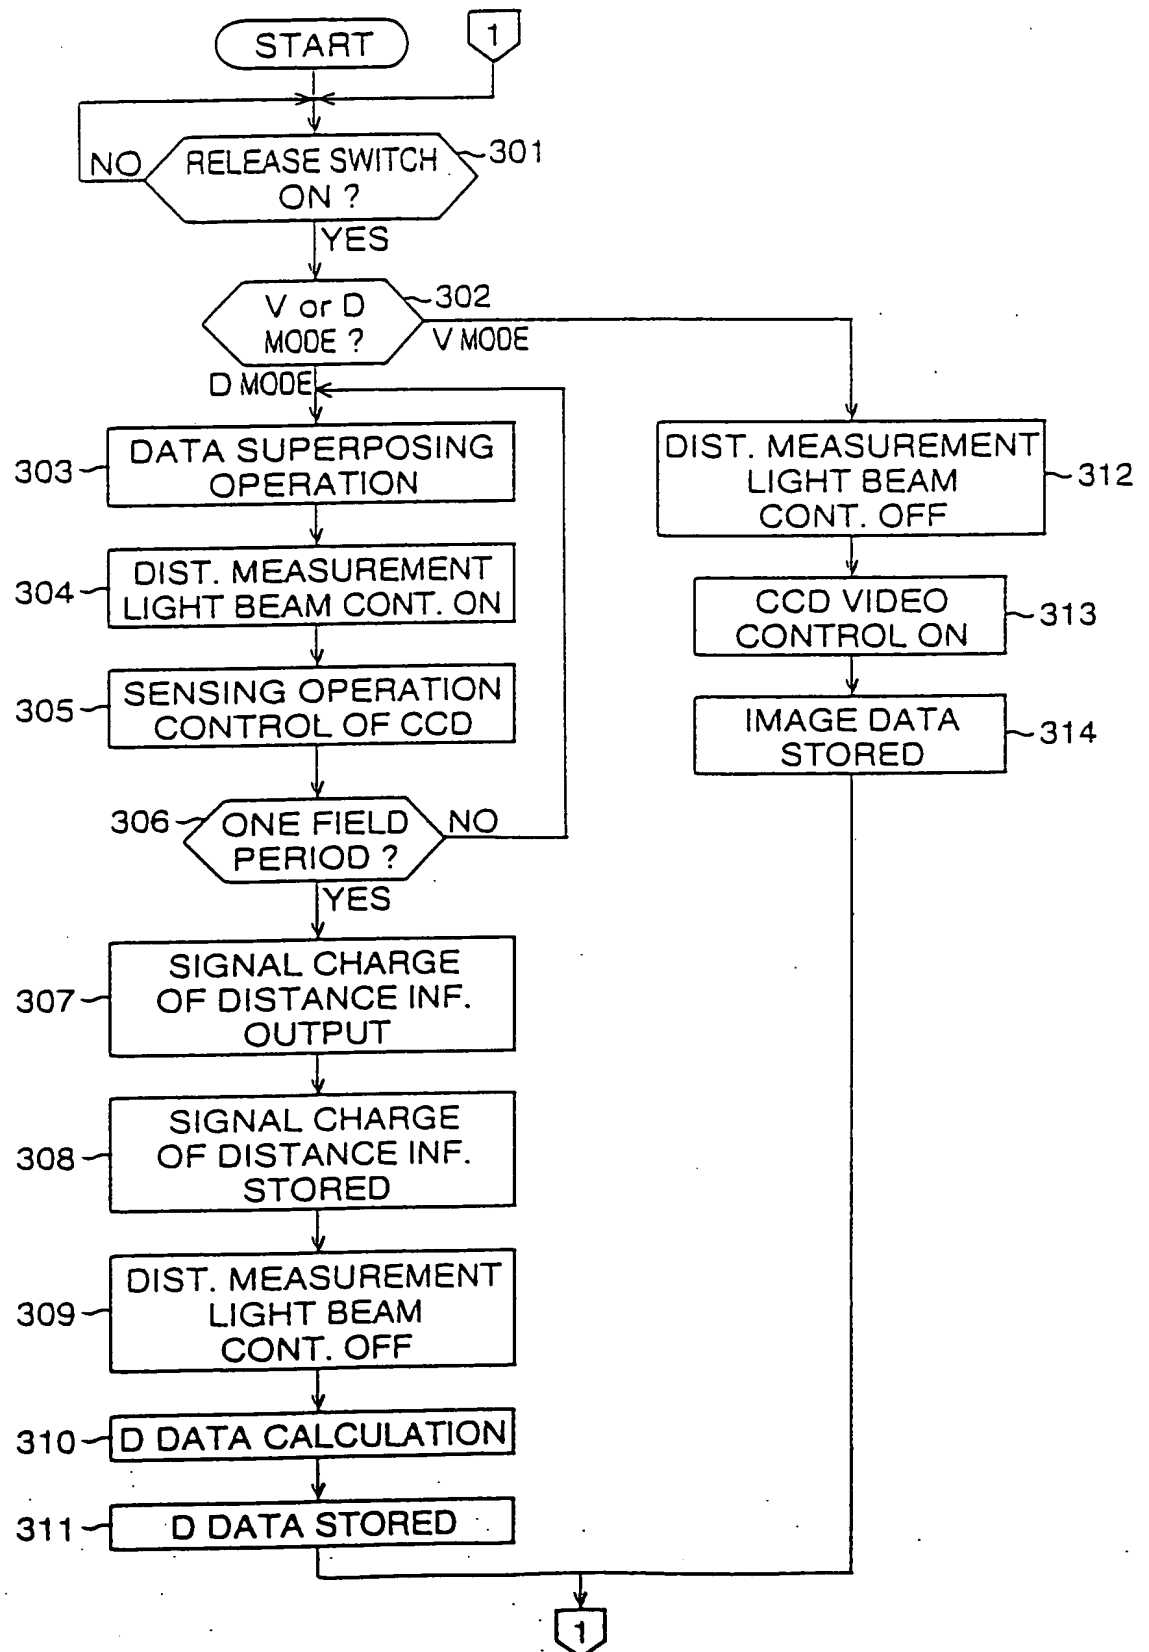 START
1
NO
RELEASE SWITCH
ON ?
301
YES
V or D
MODE ?
302
V MODE
D MODE
303
DATA SUPERPOSING
OPERATION
304
DIST. MEASUREMENT
LIGHT BEAM CONT. ON
305
SENSING OPERATION
CONTROL OF CCD
306
ONE FIELD
PERIOD ?
NO
YES
307
SIGNAL CHARGE
OF DISTANCE INF.
OUTPUT
308
SIGNAL CHARGE
OF DISTANCE INF.
STORED
309
DIST. MEASUREMENT
LIGHT BEAM
CONT. OFF
310
D DATA CALCULATION
311
D DATA STORED
DIST. MEASUREMENT
LIGHT BEAM
CONT. OFF
312
CCD VIDEO
CONTROL ON
313
IMAGE DATA
STORED
314
1